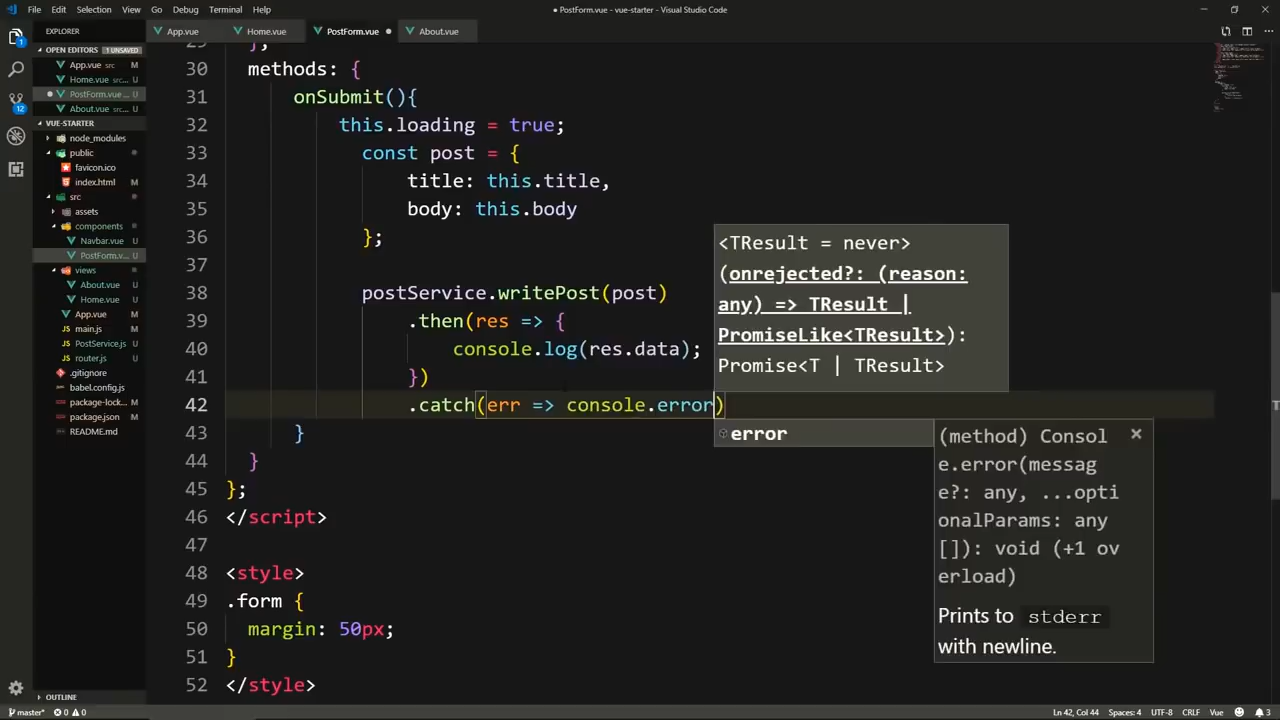 File Edit Selection View Go Debug Terminal Help
● PostForm.vue - vue-starter - Visual Studio Code
EXPLORER
App.vue
Home.vue
PostForm.vue ●
About.vue
OPEN EDITORS 1 UNSAVED
App.vue src M
Home.vue src... U
● PostForm.vue ... U
About.vue src... U
VUE-STARTER
node_modules
public
favicon.ico
index.html M
src
assets
components
Navbar.vue U
PostForm.v... U
views
About.vue U
Home.vue U
App.vue M
main.js M
PostService.js U
router.js U
.gitignore
babel.config.js
package-lock... M
package.json M
README.md
OUTLINE
30 methods: {
31 onSubmit(){
32 this.loading = true;
33 const post = {
34 title: this.title,
35 body: this.body
36 };
37
38 postService.writePost(post)
39 .then(res => {
40 console.log(res.data);
41 })
42 .catch(err => console.error)
43 }
44 }
45 };
46 </script>
47
48 <style>
49 .form {
50 margin: 50px;
51 }
52 </style>
<TResult = never>
(onrejected?: (reason:
any) => TResult |
PromiseLike<TResult>):
Promise<T | TResult>
error
(method) Consol
e.error(messag
e?: any, ...opti
onalParams: any
[]): void (+1 ov
erload)
Prints to stderr
with newline.
1
12
master* 0 0
Ln 42, Col 44 Spaces: 4 UTF-8 CRLF Vue 3